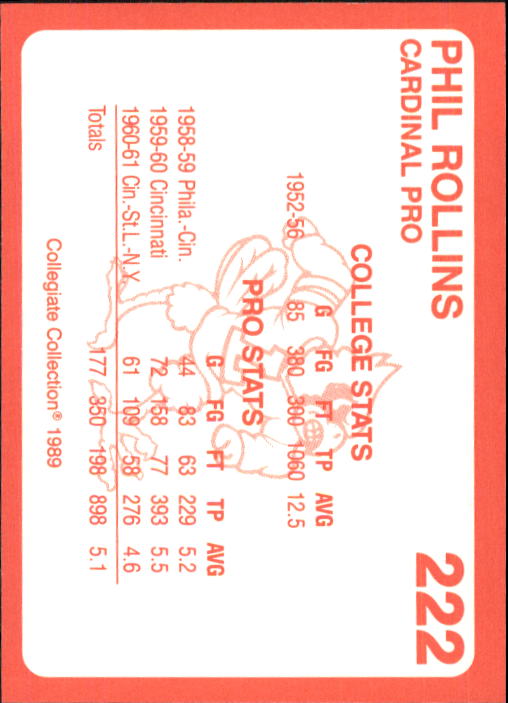 PHIL ROLLINS 222
CARDINAL PRO
COLLEGE STATS
G FG FT TP AVG
1952-56 85 380 300 1060 12.5
PRO STATS
G FG FT TP AVG
1958-59 Phila.-Cin. 44 83 63 229 5.2
1959-60 Cincinnati 72 158 77 393 5.5
1960-61 Cin.-St.L.-N.Y. 61 109 58 276 4.6
Totals 177 350 198 898 5.1
Collegiate Collection® 1989